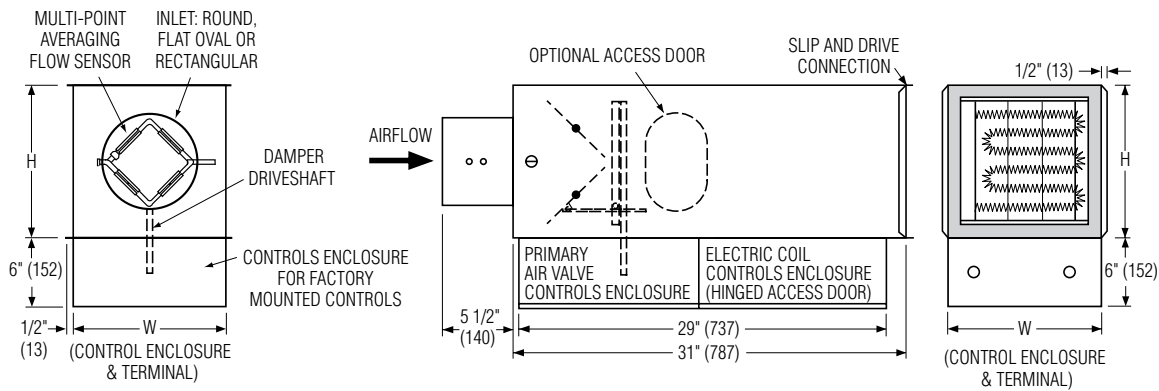 MULTI-POINT
AVERAGING
FLOW SENSOR
INLET: ROUND,
FLAT OVAL OR
RECTANGULAR
H
DAMPER
DRIVESHAFT
6" (152)
CONTROLS ENCLOSURE
FOR FACTORY
MOUNTED CONTROLS
1/2"
(13)
W
(CONTROL ENCLOSURE
& TERMINAL)
OPTIONAL ACCESS DOOR
SLIP AND DRIVE
CONNECTION
AIRFLOW
PRIMARY
AIR VALVE
CONTROLS ENCLOSURE
ELECTRIC COIL
CONTROLS ENCLOSURE
(HINGED ACCESS DOOR)
5 1/2"
(140)
29" (737)
31" (787)
1/2" (13)
H
6" (152)
W
(CONTROL ENCLOSURE
& TERMINAL)